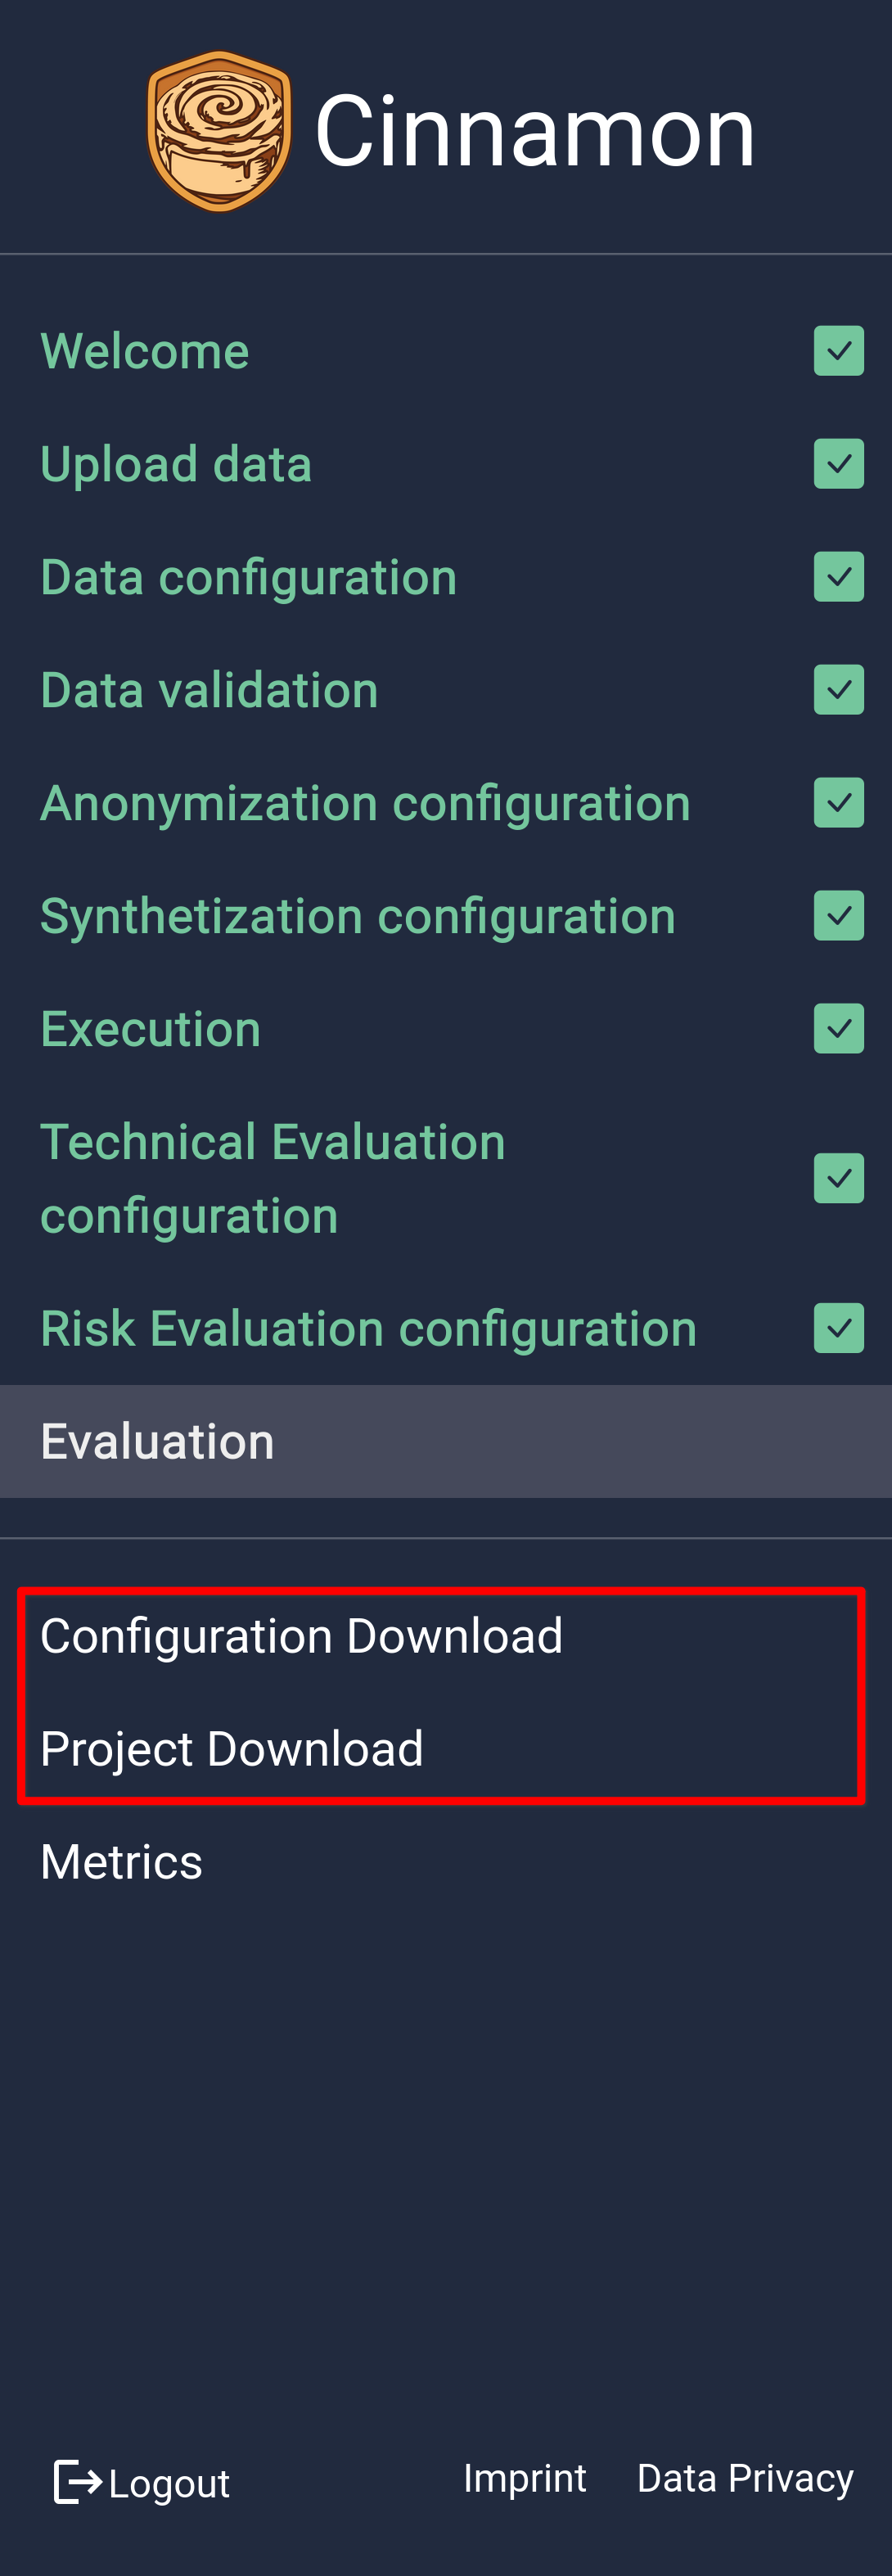 Cinnamon
Welcome
Upload data
Data configuration
Data validation
Anonymization configuration
Synthetization configuration
Execution
Technical Evaluation
configuration
Risk Evaluation configuration
Evaluation
Configuration Download
Project Download
Metrics
Logout Imprint Data Privacy